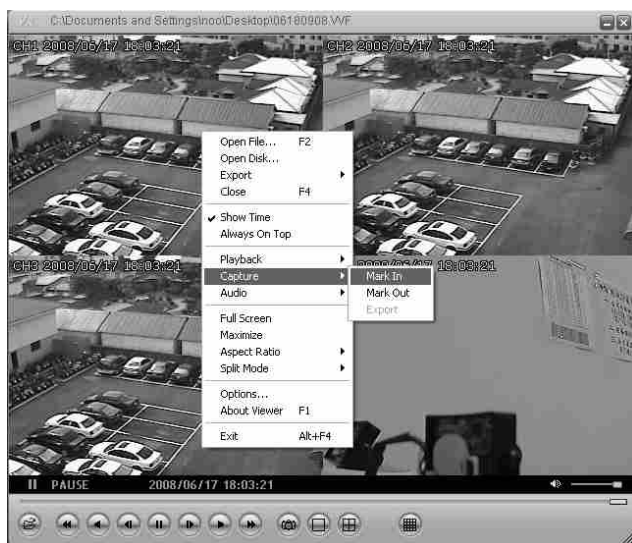 C:\Documents and Settings\noo\Desktop\06180908.VVF
CH1 2008/06/17 18:03:21
CH2 2008/06/17 18:03:21
Open File... F2
Open Disk...
Export
Close F4
Show Time
Always On Top
CH3 2008/06/17 18:03:21
18:03:21
Playback
Capture
Mark In
Audio
Mark Out
Export
Full Screen
Maximize
Aspect Ratio
Split Mode
Options...
About Viewer F1
Exit Alt+F4
PAUSE 2008/06/17 18:03:21